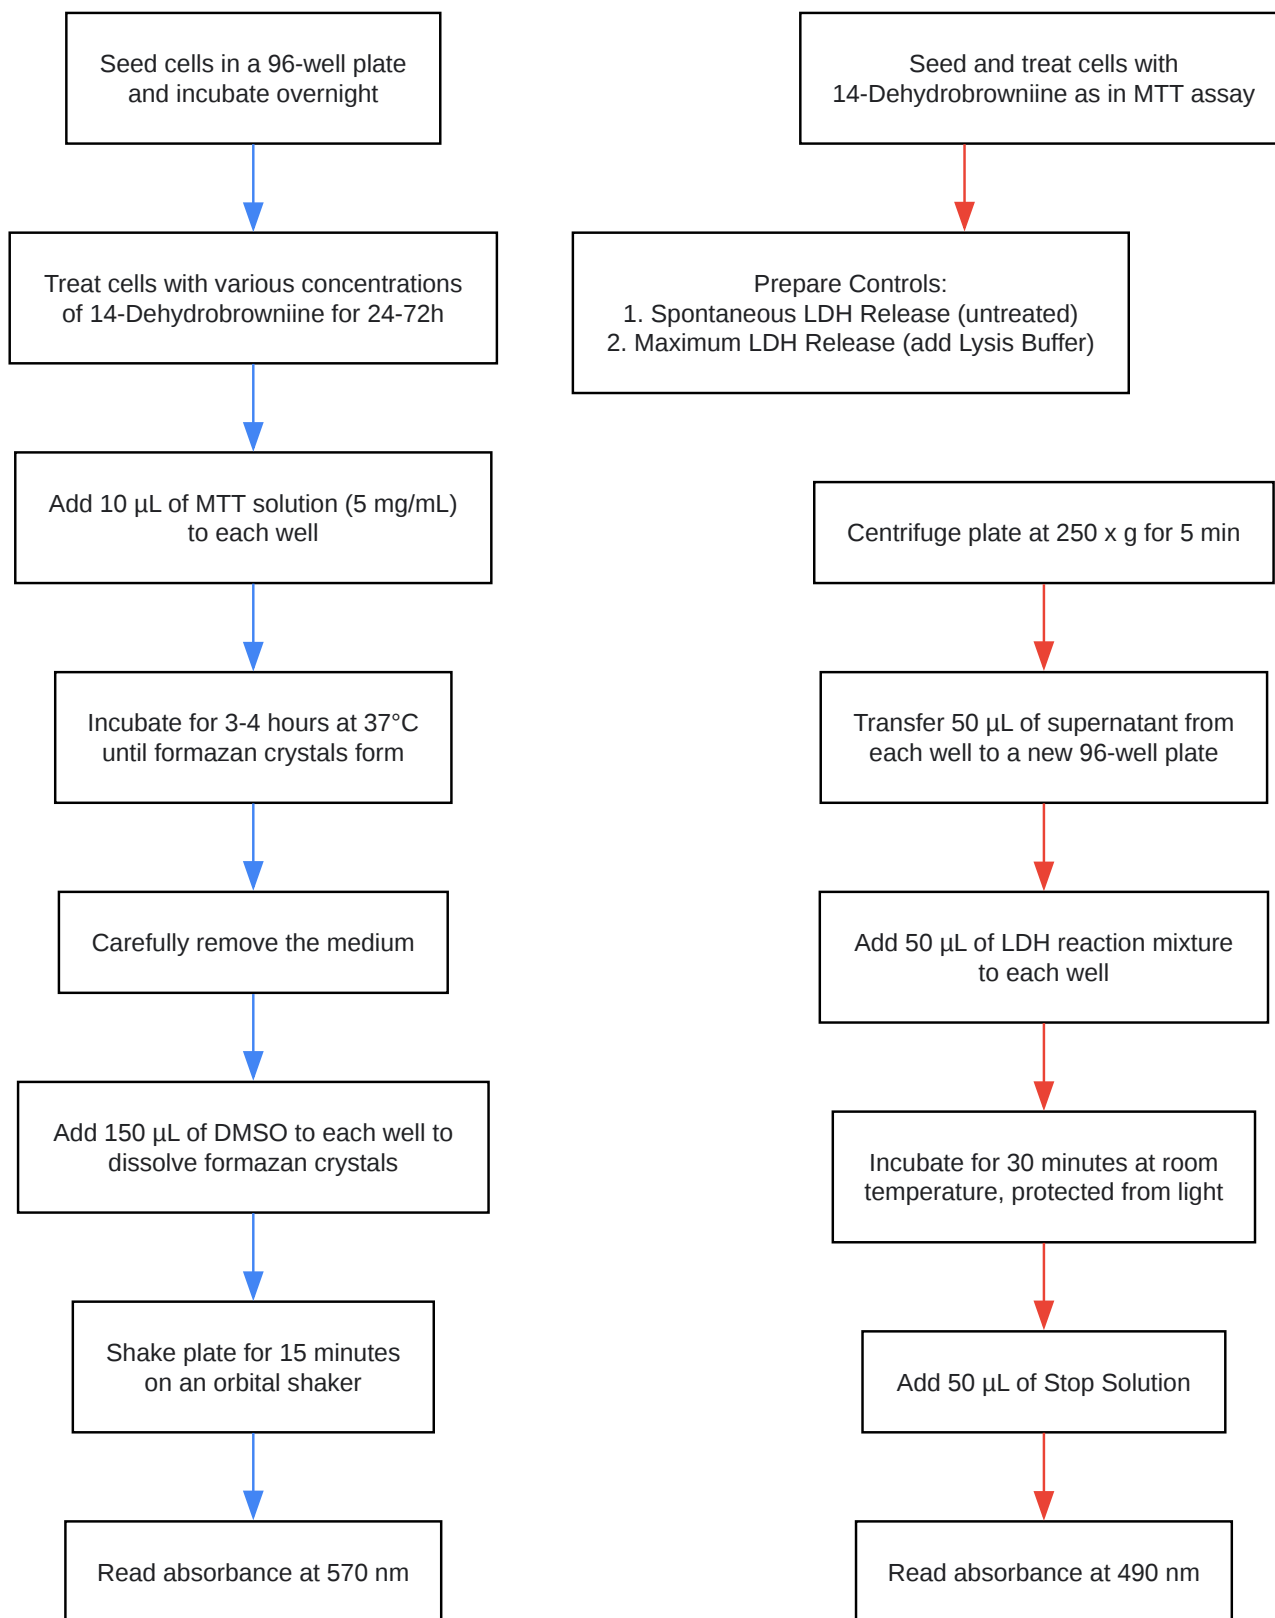 Seed cells in a 96-well plate
and incubate overnight
Treat cells with various concentrations
of 14-Dehydrobrowniine for 24-72h
Add 10 µL of MTT solution (5 mg/mL)
to each well
Incubate for 3-4 hours at 37°C
until formazan crystals form
Carefully remove the medium
Add 150 µL of DMSO to each well to
dissolve formazan crystals
Shake plate for 15 minutes
on an orbital shaker
Read absorbance at 570 nm
Seed and treat cells with
14-Dehydrobrowniine as in MTT assay
Prepare Controls:
1. Spontaneous LDH Release (untreated)
2. Maximum LDH Release (add Lysis Buffer)
Centrifuge plate at 250 x g for 5 min
Transfer 50 µL of supernatant from
each well to a new 96-well plate
Add 50 µL of LDH reaction mixture
to each well
Incubate for 30 minutes at room
temperature, protected from light
Add 50 µL of Stop Solution
Read absorbance at 490 nm